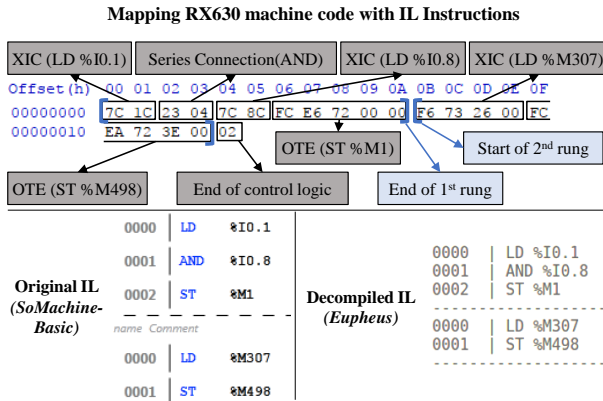 Mapping RX630 machine code with IL Instructions
XIC (LD %I0.1)
Series Connection(AND)
XIC (LD %I0.8)
XIC (LD %M307)
Offset(h) 00 01 02 03 04 05 06 07 08 09 0A 0B 0C 0D 0E 0F
00000000 7C 1C 23 04 7C 8C FC E6 72 00 00 F6 73 26 00 FC
00000010 EA 72 3E 00 02
OTE (ST %M1)
Start of 2nd rung
OTE (ST %M498)
End of control logic
End of 1st rung
Original IL
(SoMachine-
Basic)
0000 LD %I0.1
0001 AND %I0.8
0002 ST %M1
name Comment
0000 LD %M307
0001 ST %M498
Decompiled IL
(Eupheus)
0000 | LD %I0.1
0001 | AND %I0.8
0002 | ST %M1
--------------------
0000 | LD %M307
0001 | ST %M498
--------------------